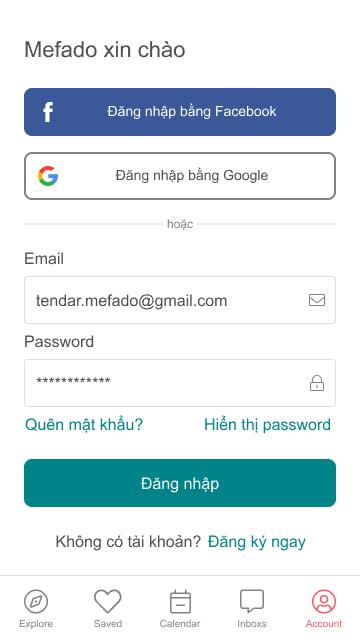 Mefado xin chào
Đăng nhập bằng Facebook
Đăng nhập bằng Google
hoặc
Email
tendar.mefado@gmail.com
Password
************
Quên mật khẩu? Hiển thị password
Đăng nhập
Không có tài khoản? Đăng ký ngay
Explore Saved Calendar Inboxs Account